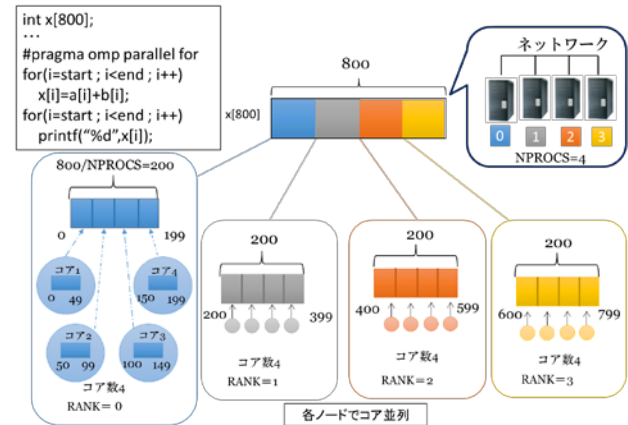 int x[800];
…
#pragma omp parallel for
for(i=start ; i<end ; i++)
x[i]=a[i]+b[i];
for(i=start ; i<end ; i++)
printf(“%d”,x[i]);
800
x[800]
ネットワーク
0 1 2 3
NPROCS=4
800/NPROCS=200
0 199
コア1
0 49
コア4
150 199
コア2
50 99
コア3
100 149
コア数4
RANK= 0
200
200 399
コア数4
RANK=1
200
400 599
コア数4
RANK=2
200
600 799
コア数4
RANK=3
各ノードでコア並列